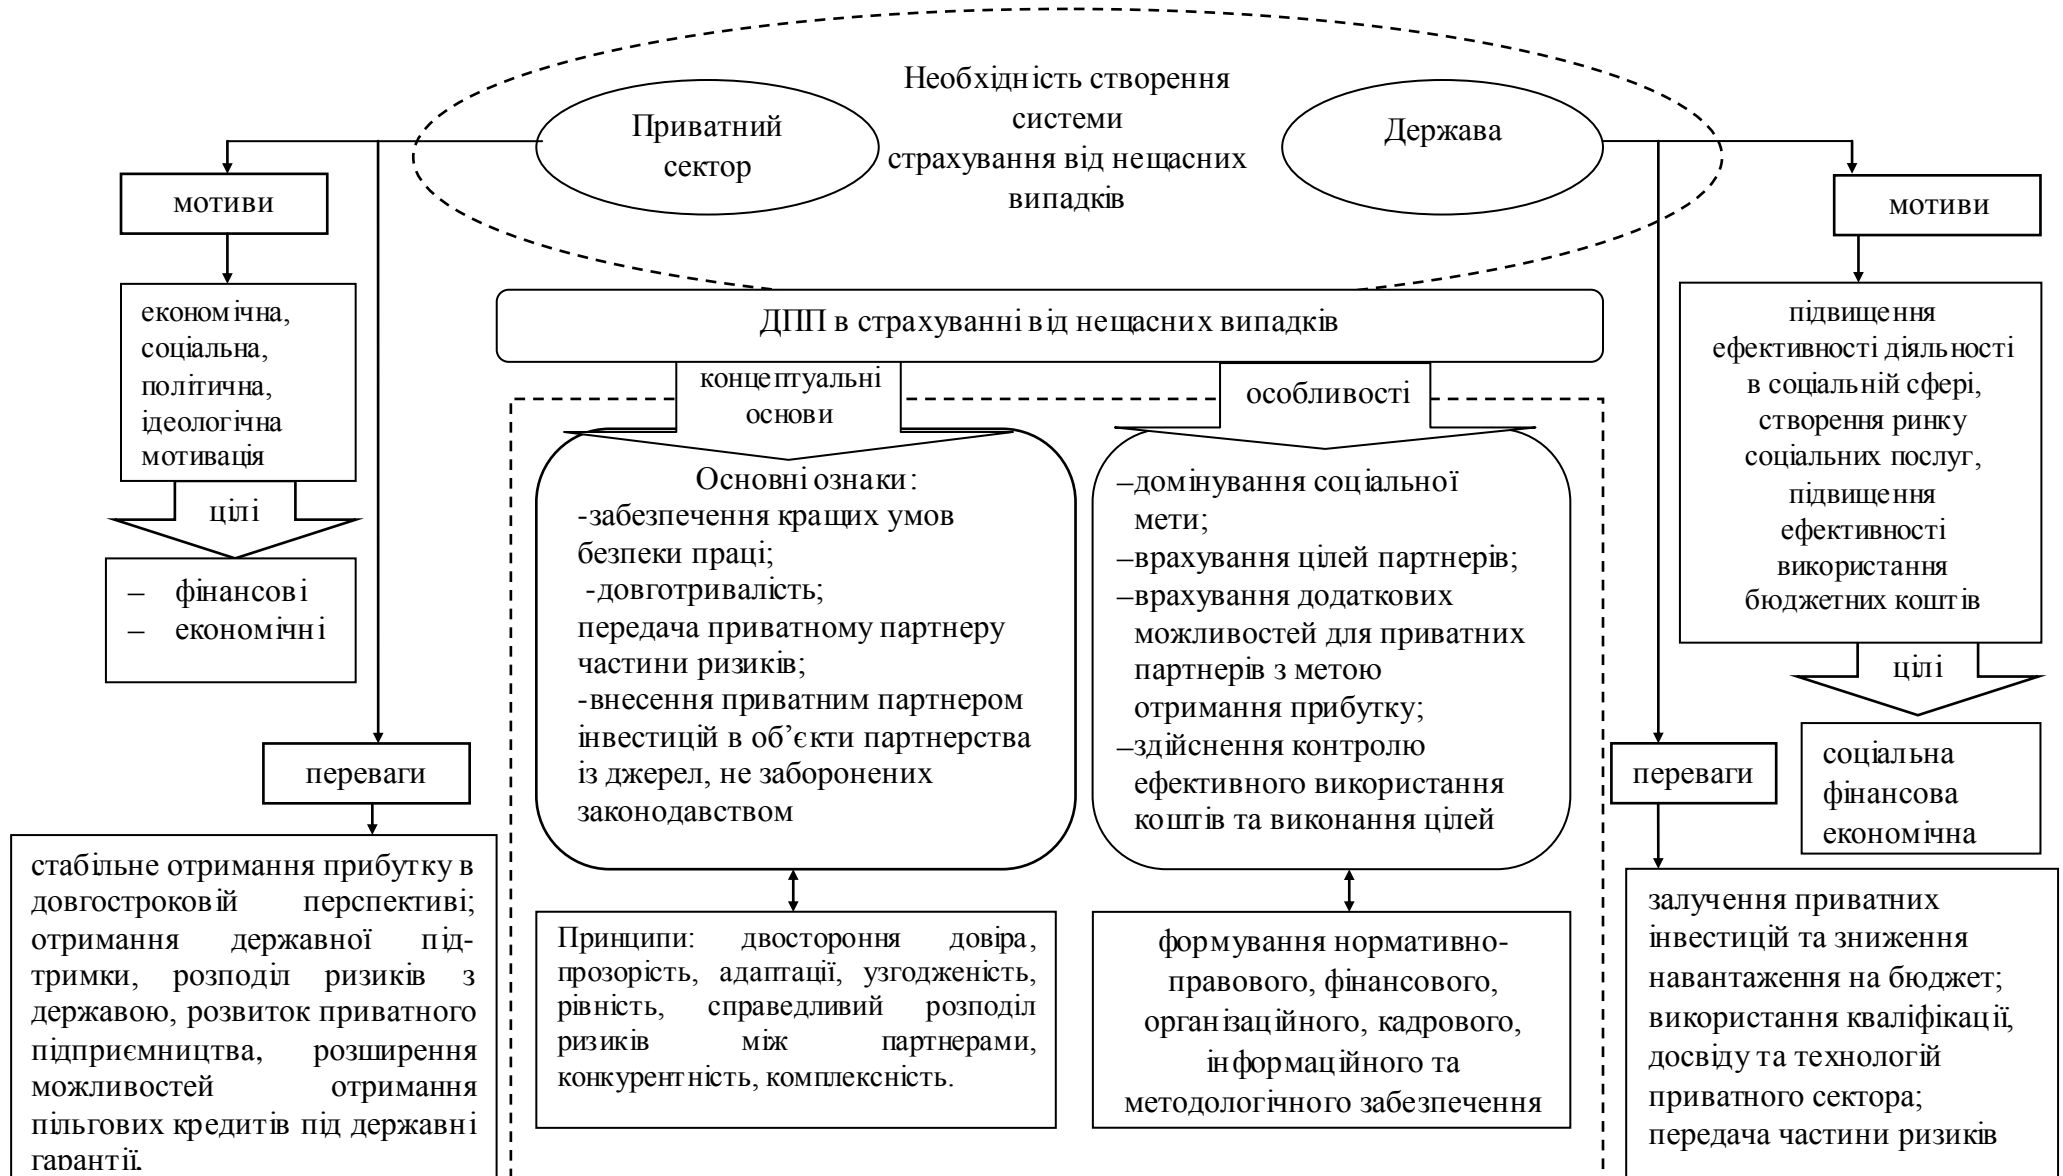 Необхідність створення
системи
страхування від нещасних
випадків
Приватний
сектор
Держава
мотиви
мотиви
економічна,
соціальна,
політична,
ідеологічна
мотивація
цілі
– фінансові
– економічні
переваги
стабільне отримання прибутку в
довгостроковій перспективі;
отримання державної під-
тримки, розподіл ризиків з
державою, розвиток приватного
підприємництва, розширення
можливостей отримання
пільгових кредитів під державні
гарантії.
ДПП в страхуванні від нещасних випадків
концептуальні
основи
Основні ознаки:
-забезпечення кращих умов
безпеки праці;
-довготривалість;
передача приватному партнеру
частини ризиків;
-внесення приватним партнером
інвестицій в об’єкти партнерства
із джерел, не заборонених
законодавством
Принципи: двостороння довіра,
прозорість, адаптації, узгодженість,
рівність, справедливий розподіл
ризиків між партнерами,
конкурентність, комплексність.
особливості
–домінування соціальної
мети;
–врахування цілей партнерів;
–врахування додаткових
можливостей для приватних
партнерів з метою
отримання прибутку;
–здійснення контролю
ефективного використання
коштів та виконання цілей
формування нормативно-
правового, фінансового,
організаційного, кадрового,
інформаційного та
методологічного забезпечення
підвищення
ефективності діяльності
в соціальній сфері,
створення ринку
соціальних послуг,
підвищення
ефективності
використання
бюджетних коштів
цілі
соціальна
фінансова
економічна
переваги
залучення приватних
інвестицій та зниження
навантаження на бюджет;
використання кваліфікації,
досвіду та технологій
приватного сектора;
передача частини ризиків